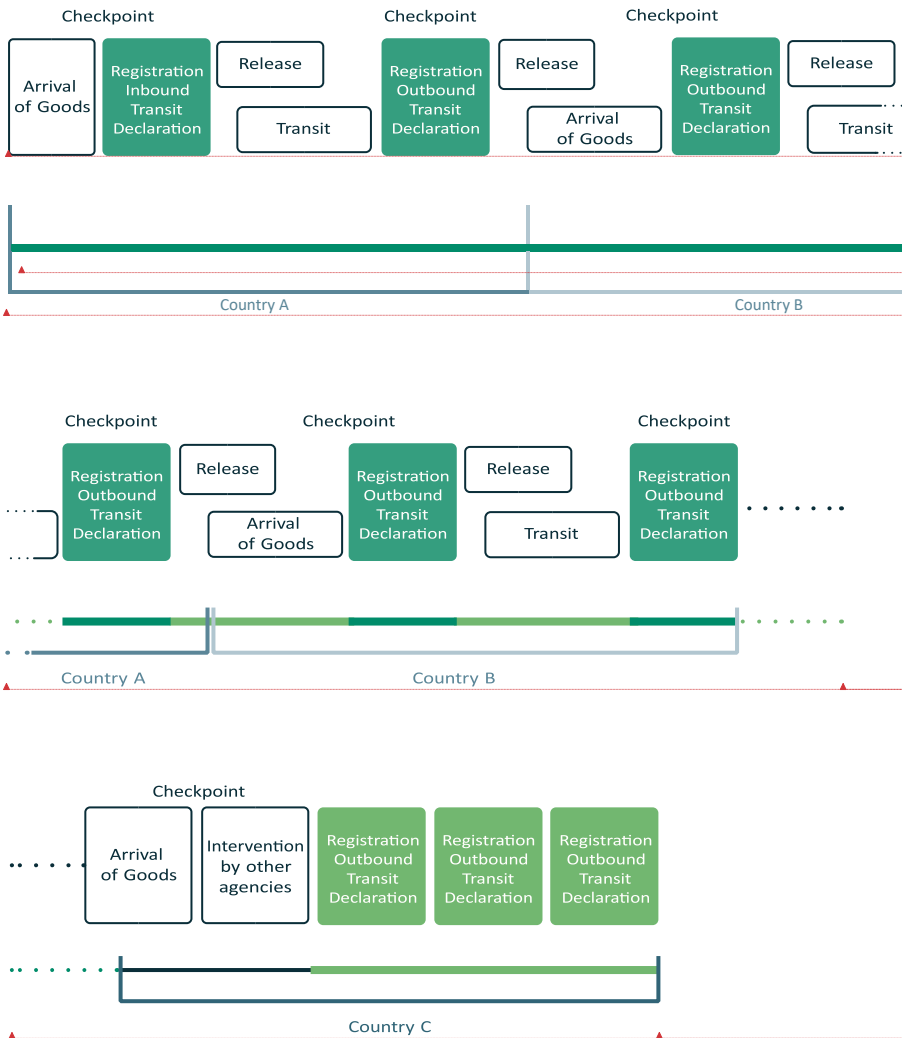 Checkpoint
Checkpoint
Checkpoint
Arrival
of Goods
Registration
Inbound
Transit
Declaration
Release
Transit
Registration
Outbound
Transit
Declaration
Release
Arrival
of Goods
Registration
Outbound
Transit
Declaration
Release
Transit
Country A
Country B
Checkpoint
Checkpoint
Checkpoint
Registration
Outbound
Transit
Declaration
Release
Arrival
of Goods
Registration
Outbound
Transit
Declaration
Release
Transit
Registration
Outbound
Transit
Declaration
Country A
Country B
Checkpoint
Arrival
of Goods
Intervention
by other
agencies
Registration
Outbound
Transit
Declaration
Registration
Outbound
Transit
Declaration
Registration
Outbound
Transit
Declaration
Country C